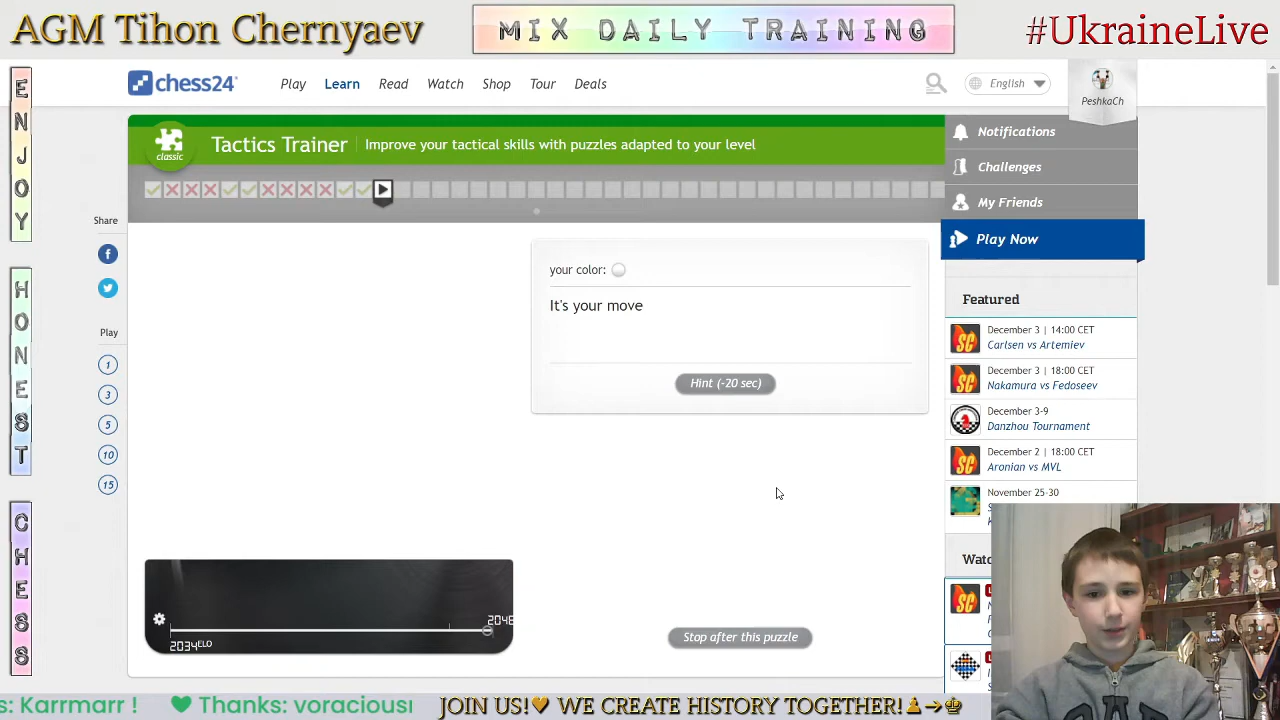 AGM Tihon Chernyaev
MIX DAILY TRAINING
#UkraineLive
ENJOY
HONEST
CHESS
chess24
Play
Learn
Read
Watch
Shop
Tour
Deals
English
PeshkaCh
classic
Tactics Trainer
Improve your tactical skills with puzzles adapted to your level
Notifications
Challenges
My Friends
Play Now
Share
Play
1
3
5
10
15
your color:
It's your move
Hint (-20 sec)
Stop after this puzzle
2034ELO
2048
Featured
December 3 | 14:00 CET
Carlsen vs Artemiev
December 3 | 18:00 CET
Nakamura vs Fedoseev
December 3-9
Danzhou Tournament
December 2 | 18:00 CET
Aronian vs MVL
November 25-30
s: Karrmarr !
Thanks: voracious
JOIN US! WE CREATE HISTORY TOGETHER!